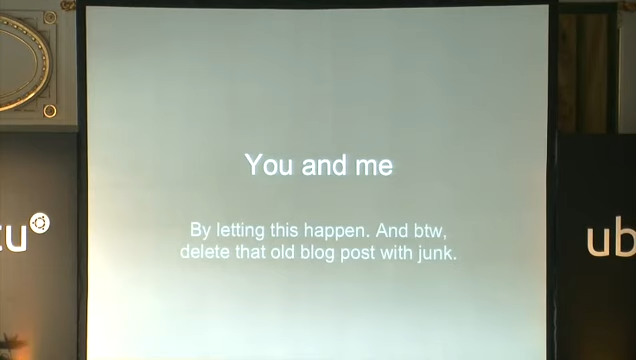 You and me
By letting this happen. And btw,
delete that old blog post with junk.
tu
ub